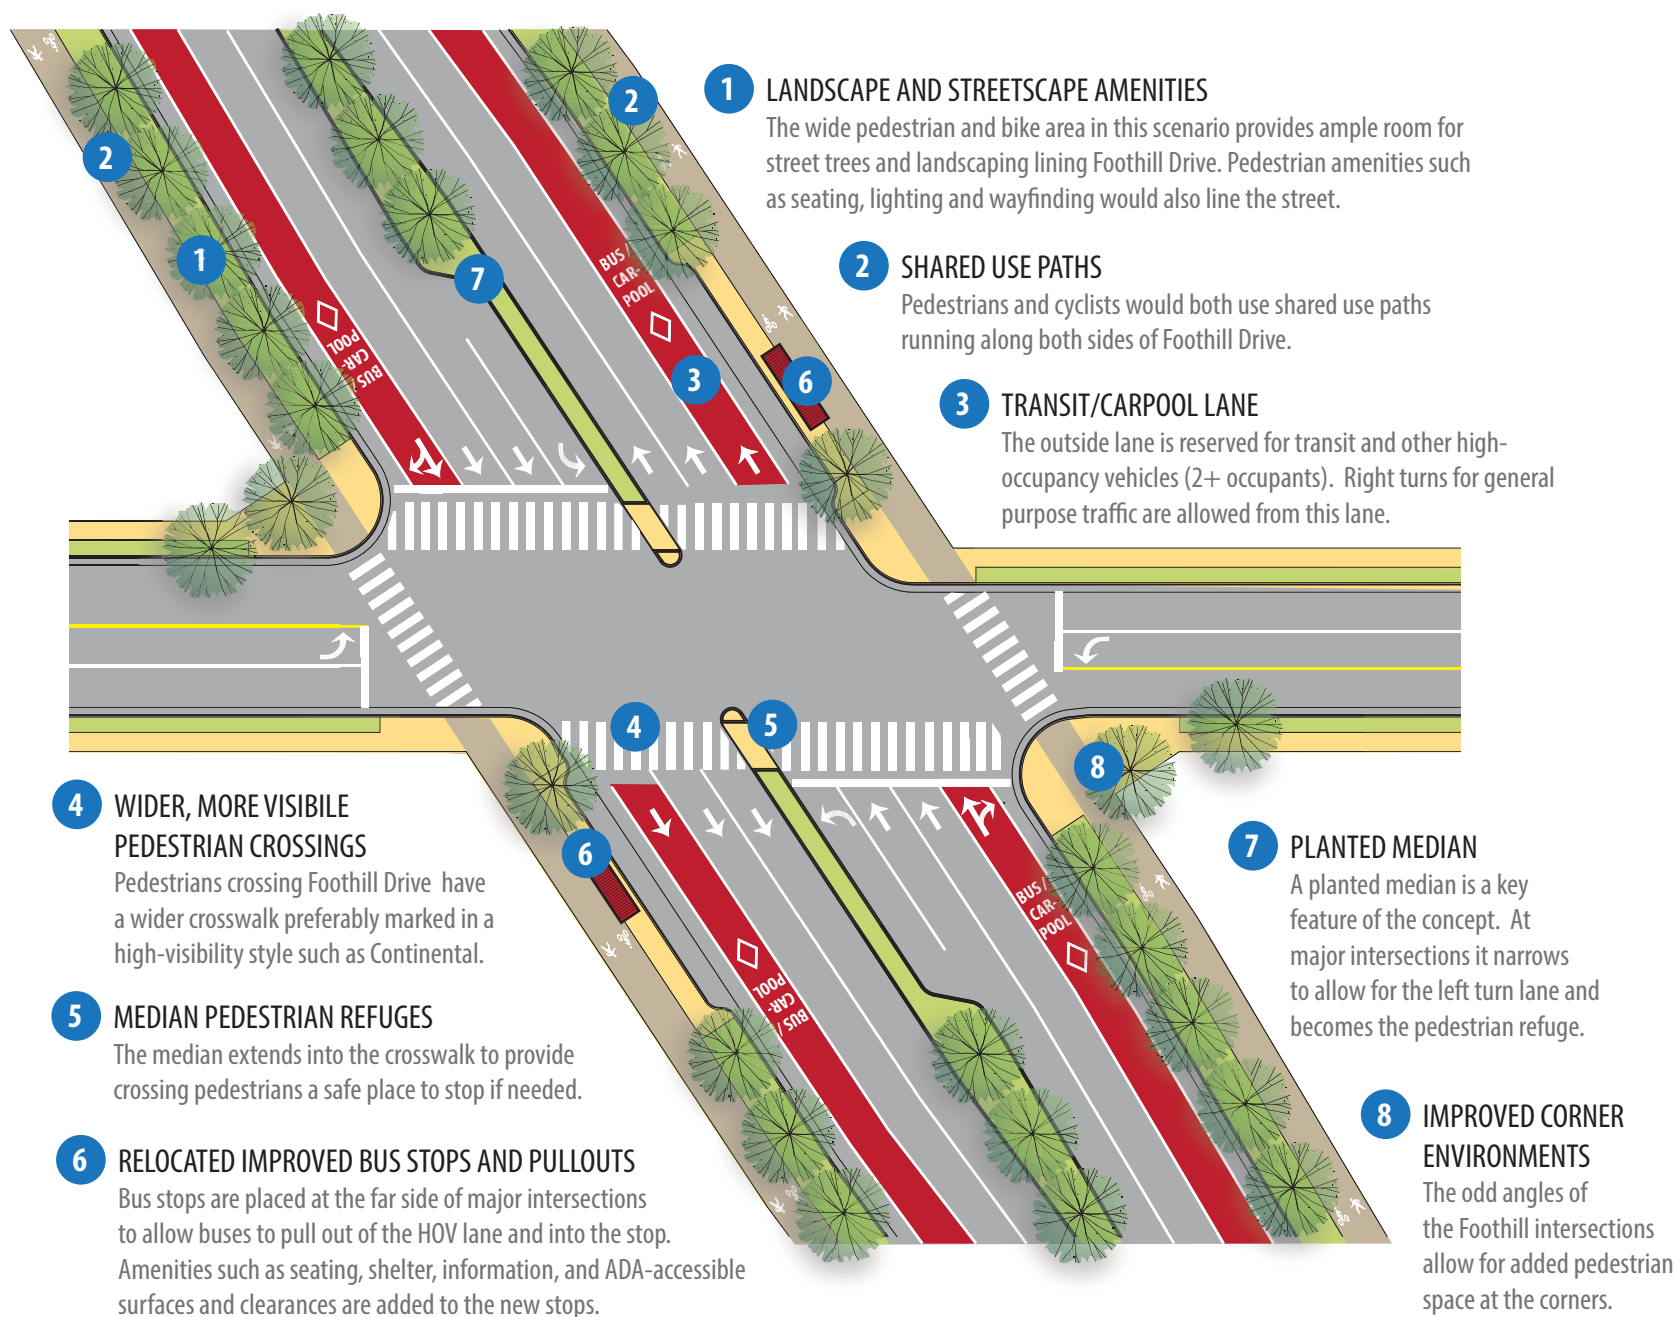 1 LANDSCAPE AND STREETSCAPE AMENITIES
The wide pedestrian and bike area in this scenario provides ample room for
street trees and landscaping lining Foothill Drive. Pedestrian amenities such
as seating, lighting and wayfinding would also line the street.
2 SHARED USE PATHS
Pedestrians and cyclists would both use shared use paths
running along both sides of Foothill Drive.
3 TRANSIT/CARPOOL LANE
The outside lane is reserved for transit and other high-
occupancy vehicles (2+ occupants). Right turns for general
purpose traffic are allowed from this lane.
2
2
1
7
BUS /
CAR-
POOL
3
6
BUS /
CAR-
POOL
4
5
8
6
BUS /
CAR-
POOL
BUS /
CAR-
POOL
4 WIDER, MORE VISIBILE
PEDESTRIAN CROSSINGS
Pedestrians crossing Foothill Drive have
a wider crosswalk preferably marked in a
high-visibility style such as Continental.
5 MEDIAN PEDESTRIAN REFUGES
The median extends into the crosswalk to provide
crossing pedestrians a safe place to stop if needed.
6 RELOCATED IMPROVED BUS STOPS AND PULLOUTS
Bus stops are placed at the far side of major intersections
to allow buses to pull out of the HOV lane and into the stop.
Amenities such as seating, shelter, information, and ADA-accessible
surfaces and clearances are added to the new stops.
7 PLANTED MEDIAN
A planted median is a key
feature of the concept. At
major intersections it narrows
to allow for the left turn lane and
becomes the pedestrian refuge.
8 IMPROVED CORNER
ENVIRONMENTS
The odd angles of
the Foothill intersections
allow for added pedestrian
space at the corners.